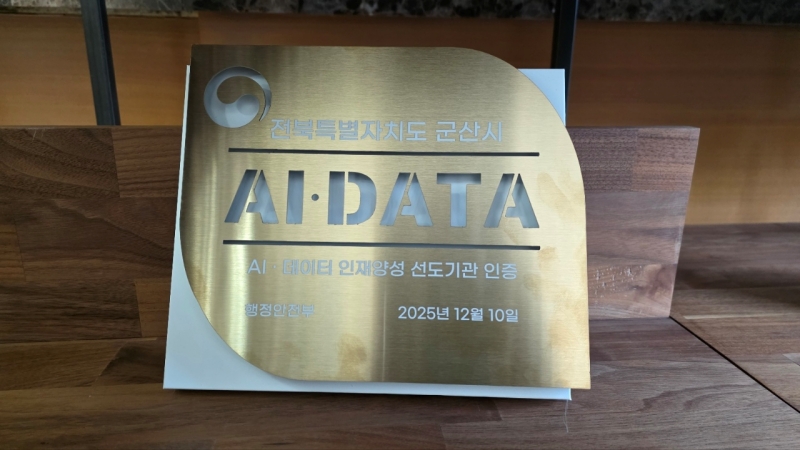 전북특별자치도 군산시
AI·DATA
AI · 데이터 인재양성 선도기관 인증
행정안전부 2025년 12월 10일